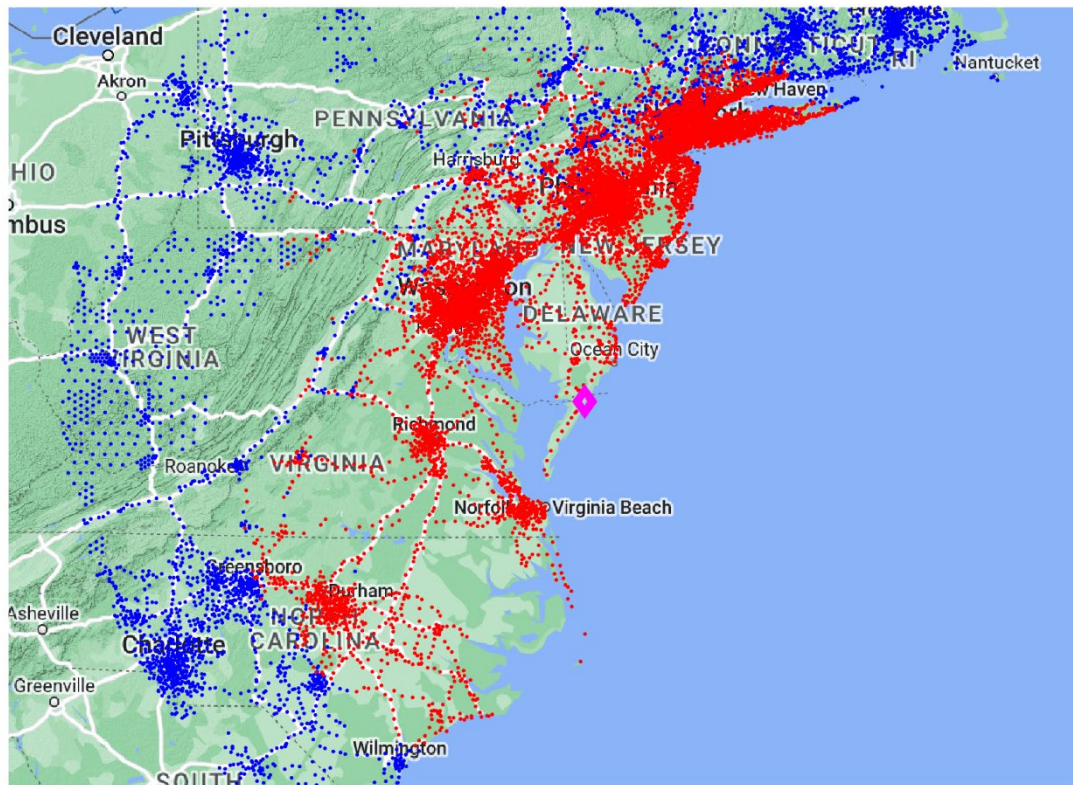 Cleveland
Akron
Nantucket
RI
New Haven
PENNSYLVANIA
Pittsburgh
Harrisburg
HIO
mbus
MARYLAND
NEW JERSEY
DELAWARE
WEST
VIRGINIA
Ocean City
Richmond
Roanoke
VIRGINIA
Norfolk
Virginia Beach
Greensboro
Durham
Asheville
NORTH
CAROLINA
Charlotte
Greenville
Wilmington
SOUTH